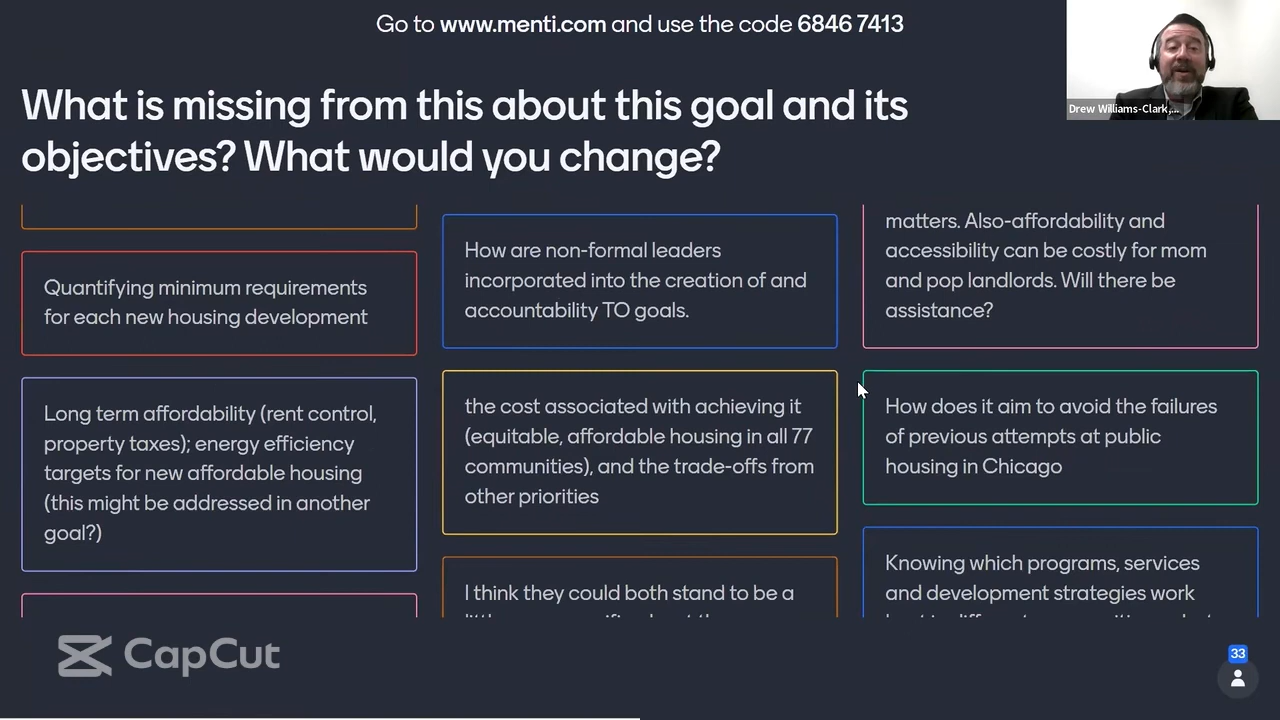 Go to www.menti.com and use the code 6846 7413
Drew Williams-Clark,...
What is missing from this about this goal and its
objectives? What would you change?
Quantifying minimum requirements
for each new housing development
Long term affordability (rent control,
property taxes); energy efficiency
targets for new affordable housing
(this might be addressed in another
goal?)
How are non-formal leaders
incorporated into the creation of and
accountability TO goals.
the cost associated with achieving it
(equitable, affordable housing in all 77
communities), and the trade-offs from
other priorities
I think they could both stand to be a
matters. Also-affordability and
accessibility can be costly for mom
and pop landlords. Will there be
assistance?
How does it aim to avoid the failures
of previous attempts at public
housing in Chicago
Knowing which programs, services
and development strategies work
CapCut
33